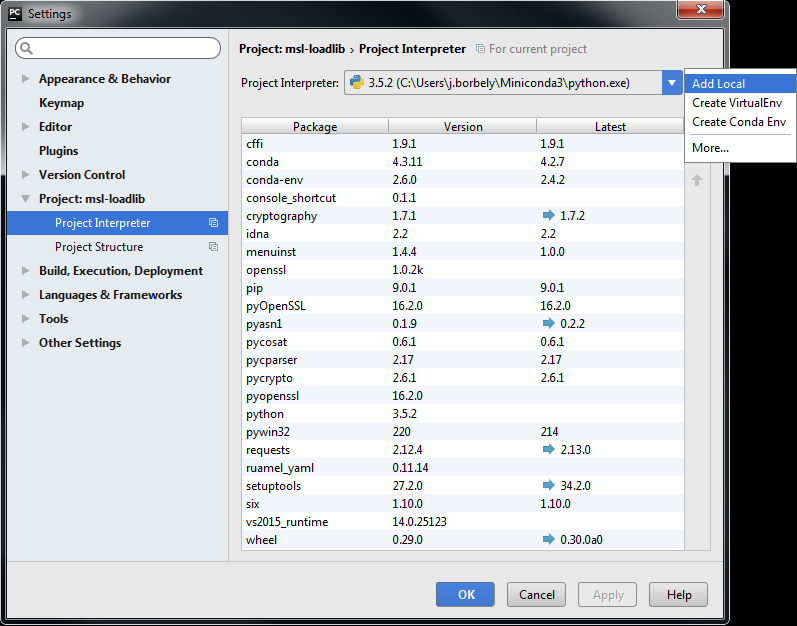 PC Settings
Project: msl-loadlib › Project Interpreter For current project
Project Interpreter: 3.5.2 (C:\Users\j.borbely\Miniconda3\python.exe)
Add Local
Create VirtualEnv
Create Conda Env
More...
Appearance & Behavior
Keymap
Editor
Plugins
Version Control
Project: msl-loadlib
Project Interpreter
Project Structure
Build, Execution, Deployment
Languages & Frameworks
Tools
Other Settings
Package Version Latest
cffi 1.9.1 1.9.1
conda 4.3.11 4.2.7
conda-env 2.6.0 2.4.2
console_shortcut 0.1.1
cryptography 1.7.1 1.7.2
idna 2.2 2.2
menuinst 1.4.4 1.0.0
openssl 1.0.2k
pip 9.0.1 9.0.1
pyOpenSSL 16.2.0 16.2.0
pyasn1 0.1.9 0.2.2
pycosat 0.6.1 0.6.1
pycparser 2.17 2.17
pycrypto 2.6.1 2.6.1
pyopenssl 16.2.0
python 3.5.2
pywin32 220 214
requests 2.12.4 2.13.0
ruamel_yaml 0.11.14
setuptools 27.2.0 34.2.0
six 1.10.0 1.10.0
vs2015_runtime 14.0.25123
wheel 0.29.0 0.30.0a0
OK Cancel Apply Help